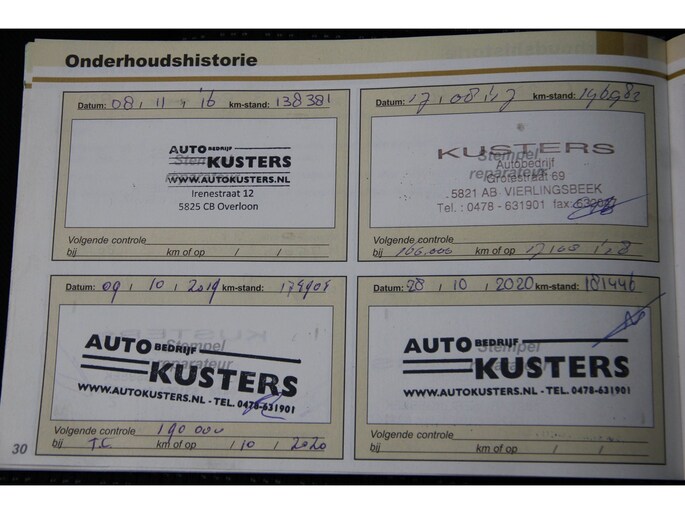 Onderhoudshistorie
Datum: 08 , 11 , '16 km-stand: 138381
AUTO BEDRIJF
Stempel
KUSTERS
WWW.AUTOKUSTERS.NL
Irenestraat 12
5825 CB Overloon
Volgende controle
bij km of op / / /
Datum: 17 , 08 , '17 km-stand:
KUSTERS
Stempel
Autobedrijf
reparateur
Grotestraat 69
5821 AB VIERLINGSBEEK
Tel.: 0478 - 631901 fax:
Volgende controle
bij 166.000 km of op 17 , 08 , '18
Datum: 09 , 10 , 2019 km-stand:
AUTO BEDRIJF
Stempel
reparateur
KUSTERS
WWW.AUTOKUSTERS.NL - TEL. 0478-631901
Volgende controle 190 000
bij T.C. km of op / 10 / 2020
Datum: 28 , 10 , 2020 km-stand: 181446
AUTO BEDRIJF
Stempel
reparateur
KUSTERS
WWW.AUTOKUSTERS.NL - TEL. 0478-631901
Volgende controle
bij km of op / / /
30